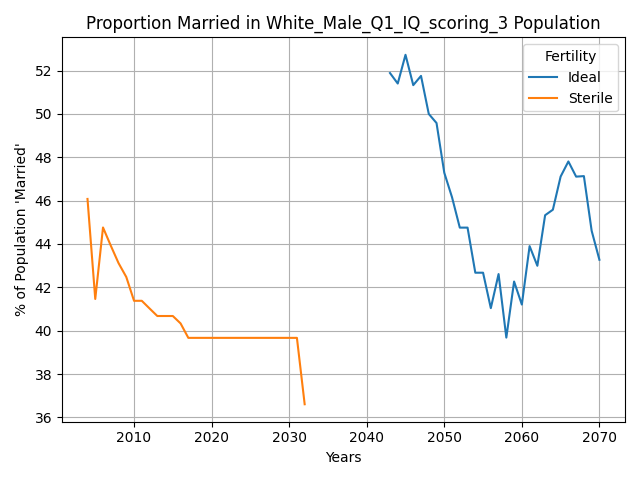 Proportion Married in White_Male_Q1_IQ_scoring_3 Population
Fertility
Ideal
Sterile
% of Population 'Married'
52
50
48
46
44
42
40
38
36
2010
2020
2030
2040
2050
2060
2070
Years